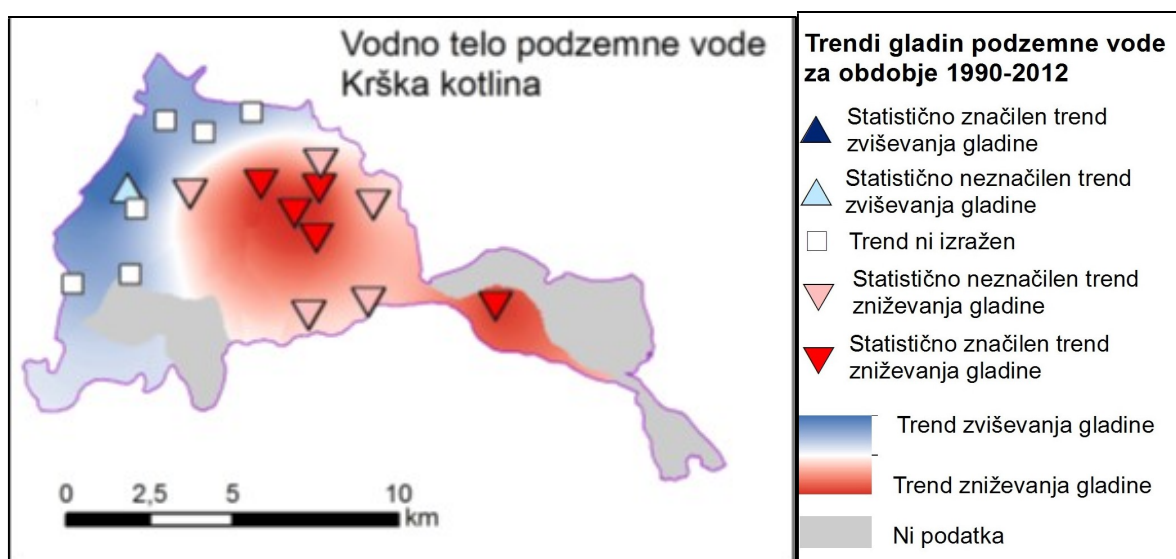 Vodno telo podzemne vode
Krška kotlina
0 2,5 5 10
km
Trendi gladin podzemne vode
za obdobje 1990-2012
Statistično značilen trend
zviševanja gladine
Statistično neznačilen trend
zviševanja gladine
Trend ni izražen
Statistično neznačilen trend
zniževanja gladine
Statistično značilen trend
zniževanja gladine
Trend zviševanja gladine
Trend zniževanja gladine
Ni podatka